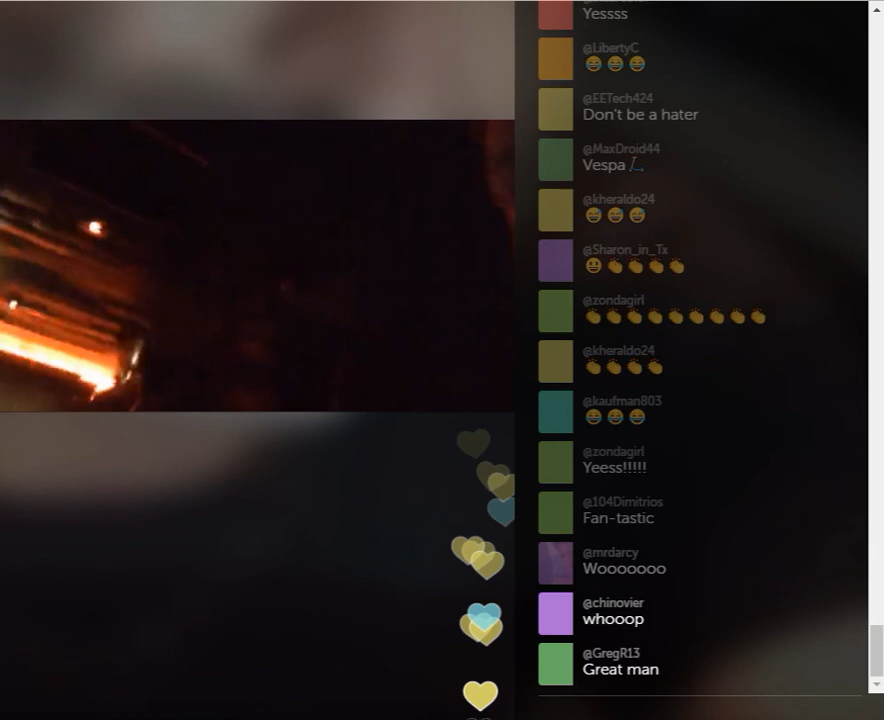 Yessss
@LibertyC
😂 😂 😂
@EETech424
Don't be a hater
@MaxDroid44
Vespa 🛴
@kheraldo24
😅 😅 😅
@Sharon_in_Tx
😃 👏 👏 👏 👏
@zondagirl
👏 👏 👏 👏 👏 👏 👏 👏 👏
@kheraldo24
👏 👏 👏 👏
@kaufman803
😂 😂 😂
@zondagirl
Yeess!!!!!
@104Dimitrios
Fan-tastic
@mrdarcy
Wooooooo
@chinovier
whooop
@GregR13
Great man